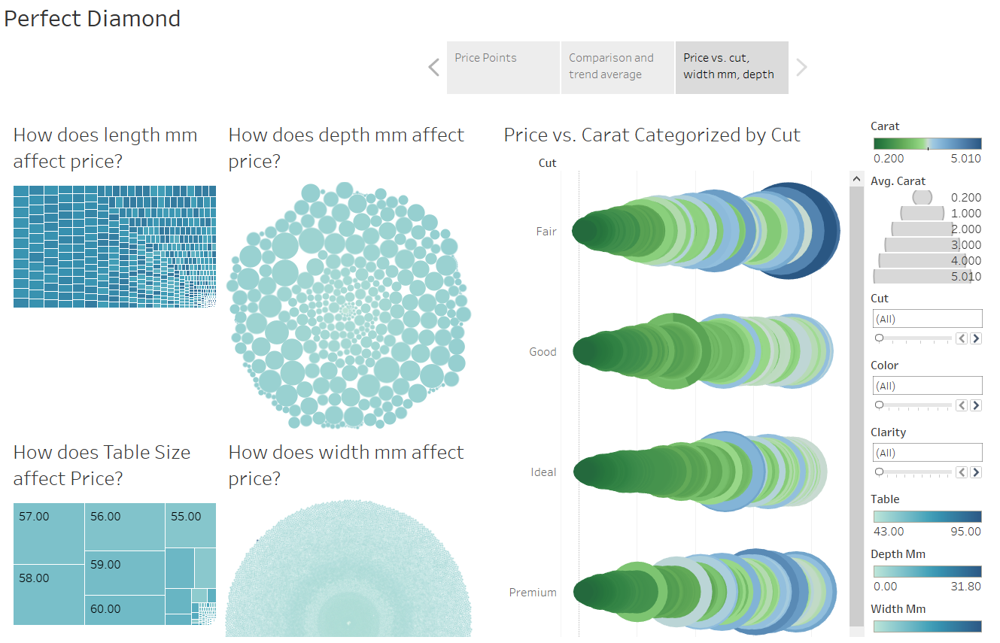 Perfect Diamond
Price Points
Comparison and
trend average
Price vs. cut,
width mm, depth
How does length mm
affect price?
How does depth mm affect
price?
Price vs. Carat Categorized by Cut
Cut
Fair
Good
Ideal
Premium
How does Table Size
affect Price?
57.00
56.00
55.00
58.00
59.00
60.00
How does width mm affect
price?
Carat
0.200 5.010
Avg. Carat
0.200
1.000
2.000
3.000
4.000
5.010
Cut
(All)
Color
(All)
Clarity
(All)
Table
43.00 95.00
Depth Mm
0.00 31.80
Width Mm